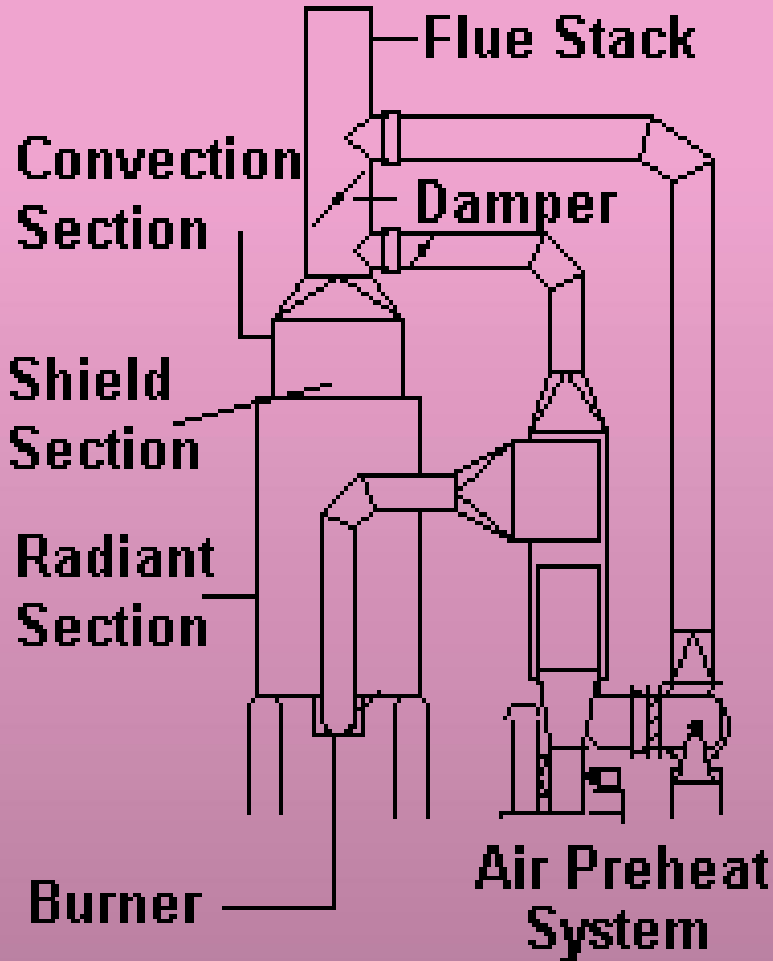 Flue Stack
Convection
Section
Damper
Shield
Section
Radiant
Section
Burner
Air Preheat
System